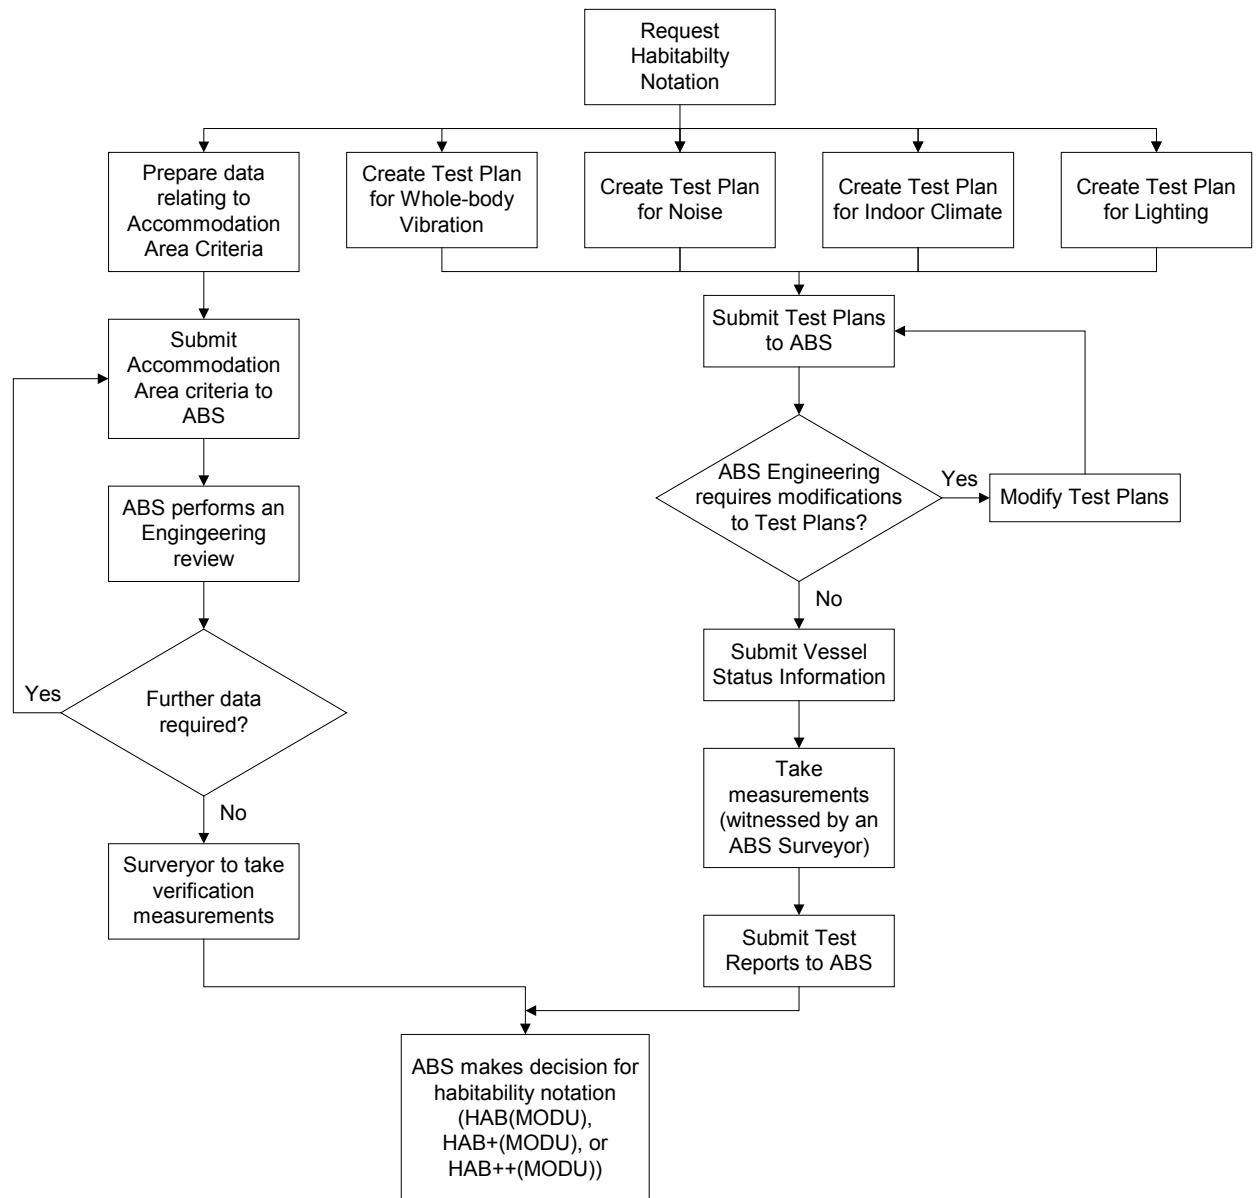 Request
Habitabilty
Notation
Prepare data
relating to
Accommodation
Area Criteria
Create Test Plan
for Whole-body
Vibration
Create Test Plan
for Noise
Create Test Plan
for Indoor Climate
Create Test Plan
for Lighting
Submit
Accommodation
Area criteria to
ABS
Submit Test Plans
to ABS
ABS performs an
Engingeering
review
ABS Engineering
requires modifications
to Test Plans?
Yes
Modify Test Plans
No
Further data
required?
Yes
No
Submit Vessel
Status Information
Take
measurements
(witnessed by an
ABS Surveyor)
Surveryor to take
verification
measurements
Submit Test
Reports to ABS
ABS makes decision for
habitability notation
(HAB(MODU),
HAB+(MODU), or
HAB++(MODU))